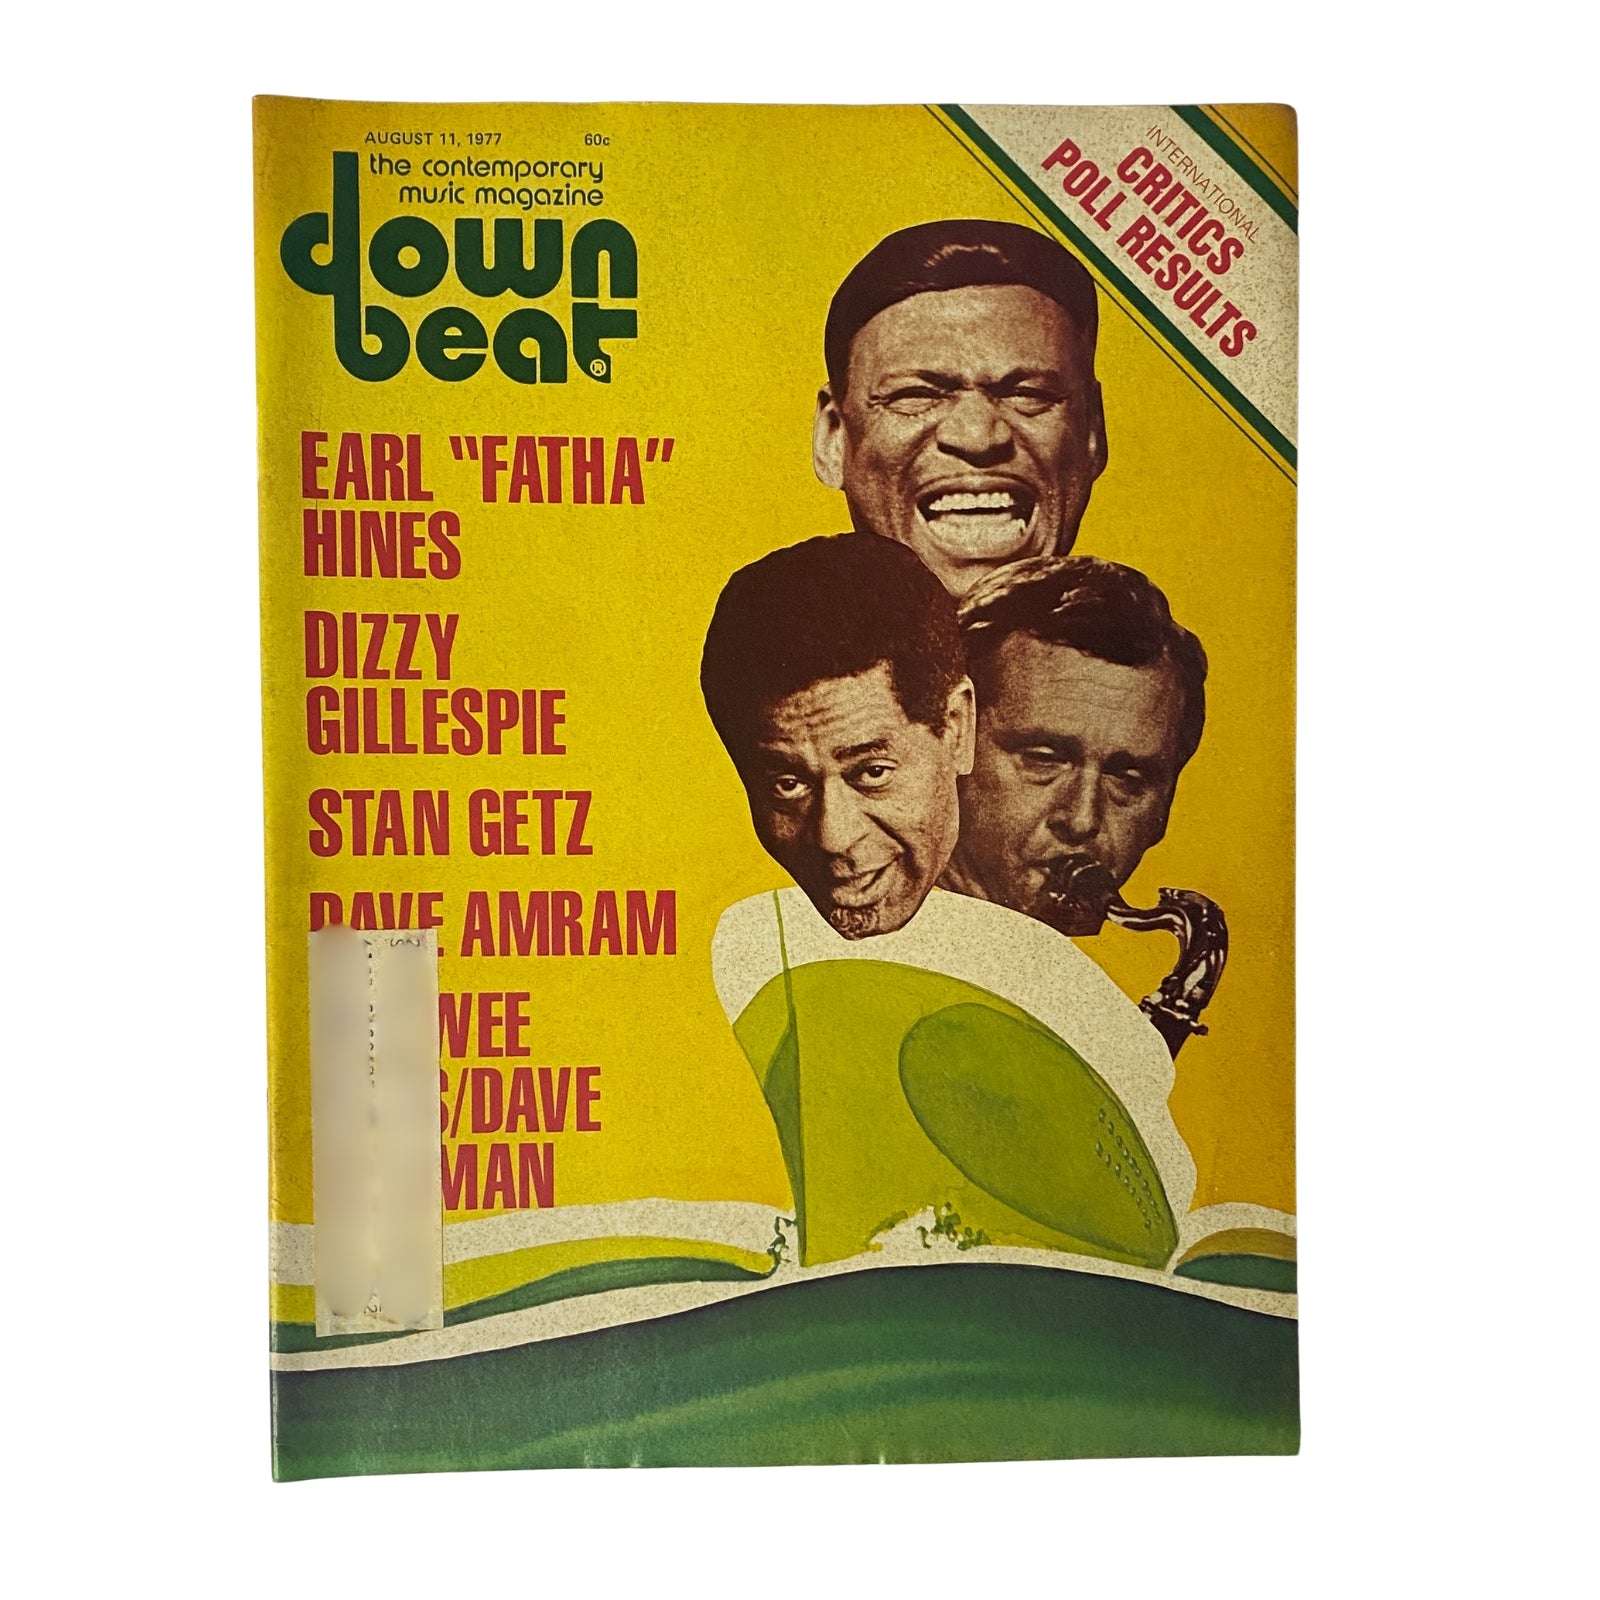 AUGUST 11, 1977 60c
the contemporary
music magazine
down
beat®
INTERNATIONAL
CRITICS
POLL RESULTS
EARL "FATHA"
HINES
DIZZY
GILLESPIE
STAN GETZ
DAVE AMRAM
WEE
S/DAVE
MAN